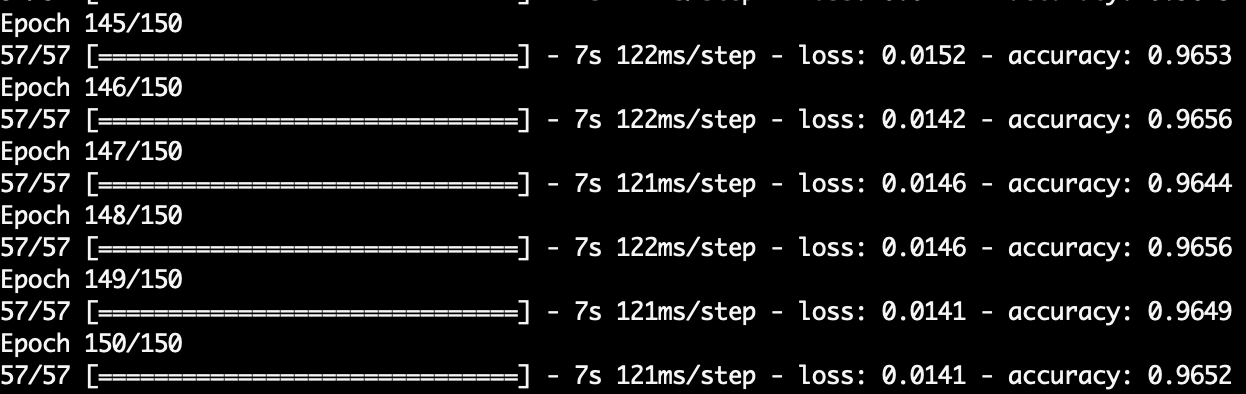 Epoch 145/150
57/57 [==============================] - 7s 122ms/step - loss: 0.0152 - accuracy: 0.9653
Epoch 146/150
57/57 [==============================] - 7s 122ms/step - loss: 0.0142 - accuracy: 0.9656
Epoch 147/150
57/57 [==============================] - 7s 121ms/step - loss: 0.0146 - accuracy: 0.9644
Epoch 148/150
57/57 [==============================] - 7s 122ms/step - loss: 0.0146 - accuracy: 0.9656
Epoch 149/150
57/57 [==============================] - 7s 121ms/step - loss: 0.0141 - accuracy: 0.9649
Epoch 150/150
57/57 [==============================] - 7s 121ms/step - loss: 0.0141 - accuracy: 0.9652